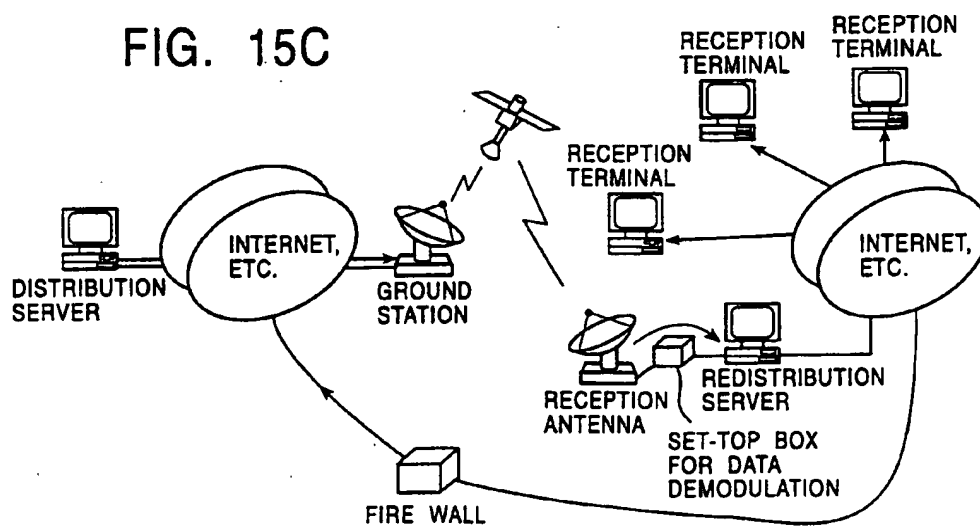 FIG. 15C
RECEPTION
TERMINAL
RECEPTION
TERMINAL
RECEPTION
TERMINAL
INTERNET,
ETC.
INTERNET,
ETC.
DISTRIBUTION
SERVER
GROUND
STATION
RECEPTION
ANTENNA
REDISTRIBUTION
SERVER
SET-TOP BOX
FOR DATA
DEMODULATION
FIRE WALL